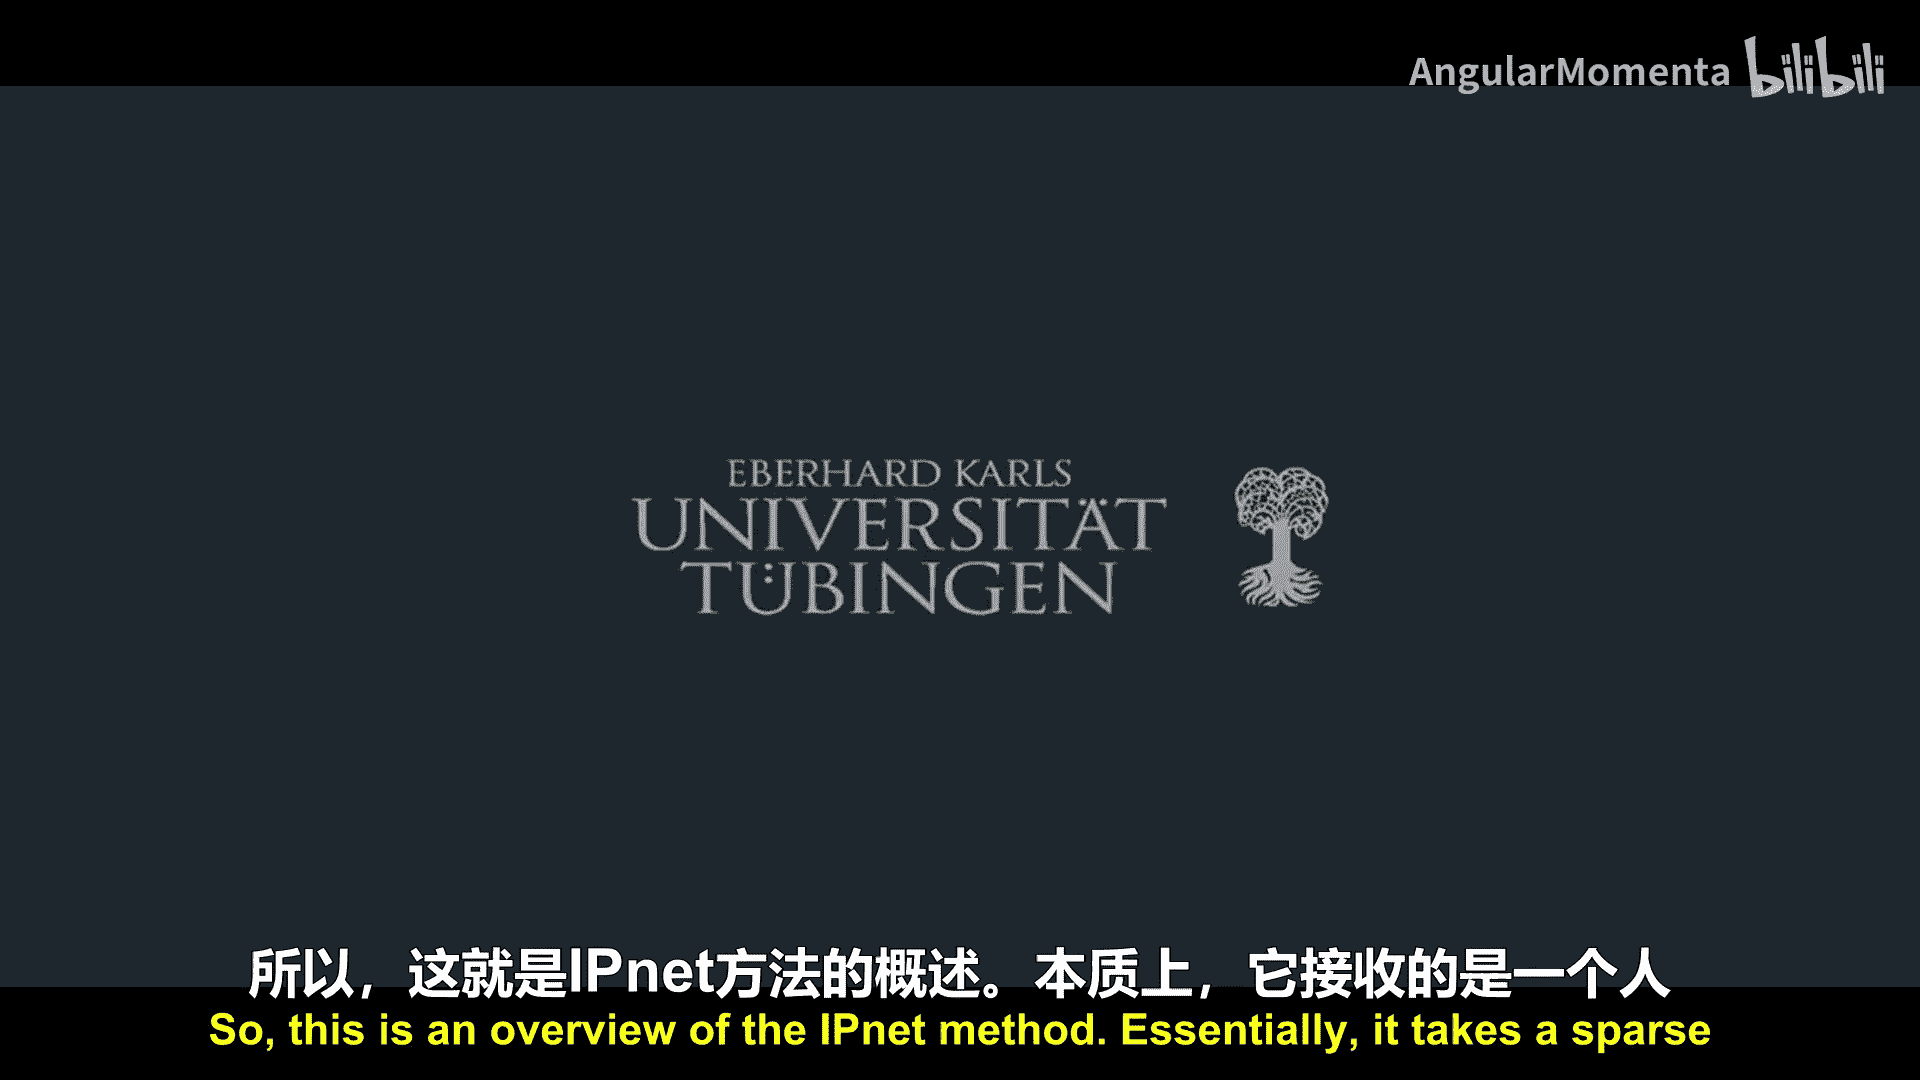 AngularMomenta bilibili
EBERHARD KARLS
UNIVERSITÄT
TÜBINGEN
所以，这就是IPnet方法的概述。本质上，它接收的是一个人
So, this is an overview of the IPnet method. Essentially, it takes a sparse